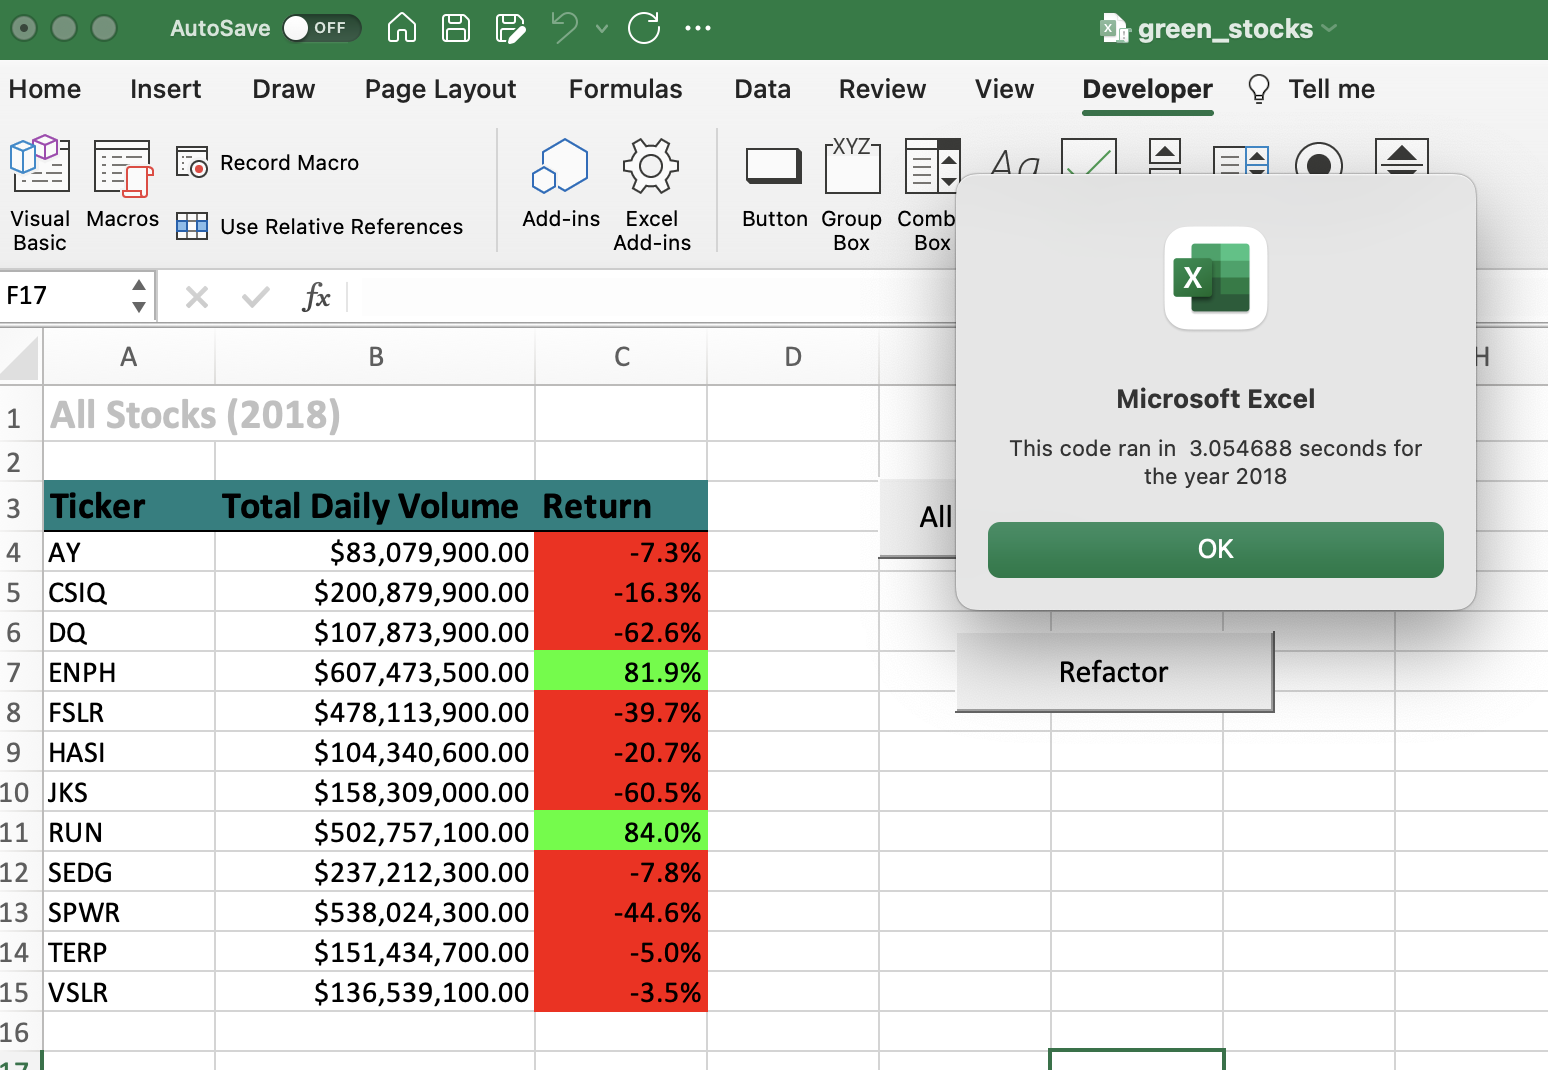 AutoSave OFF green_stocks
Home Insert Draw Page Layout Formulas Data Review View Developer Tell me
Visual Basic
Macros
Record Macro
Use Relative References
Add-ins
Excel Add-ins
Button
XYZ
Group Box
Box
Aa
F17 fx
A B C D H
1 All Stocks (2018)
2
3 Ticker Total Daily Volume Return
4 AY $83,079,900.00 -7.3%
5 CSIQ $200,879,900.00 -16.3%
6 DQ $107,873,900.00 -62.6%
7 ENPH $607,473,500.00 81.9%
8 FSLR $478,113,900.00 -39.7%
9 HASI $104,340,600.00 -20.7%
10 JKS $158,309,000.00 -60.5%
11 RUN $502,757,100.00 84.0%
12 SEDG $237,212,300.00 -7.8%
13 SPWR $538,024,300.00 -44.6%
14 TERP $151,434,700.00 -5.0%
15 VSLR $136,539,100.00 -3.5%
16
17
All
Refactor
X
Microsoft Excel
This code ran in 3.054688 seconds for
the year 2018
OK